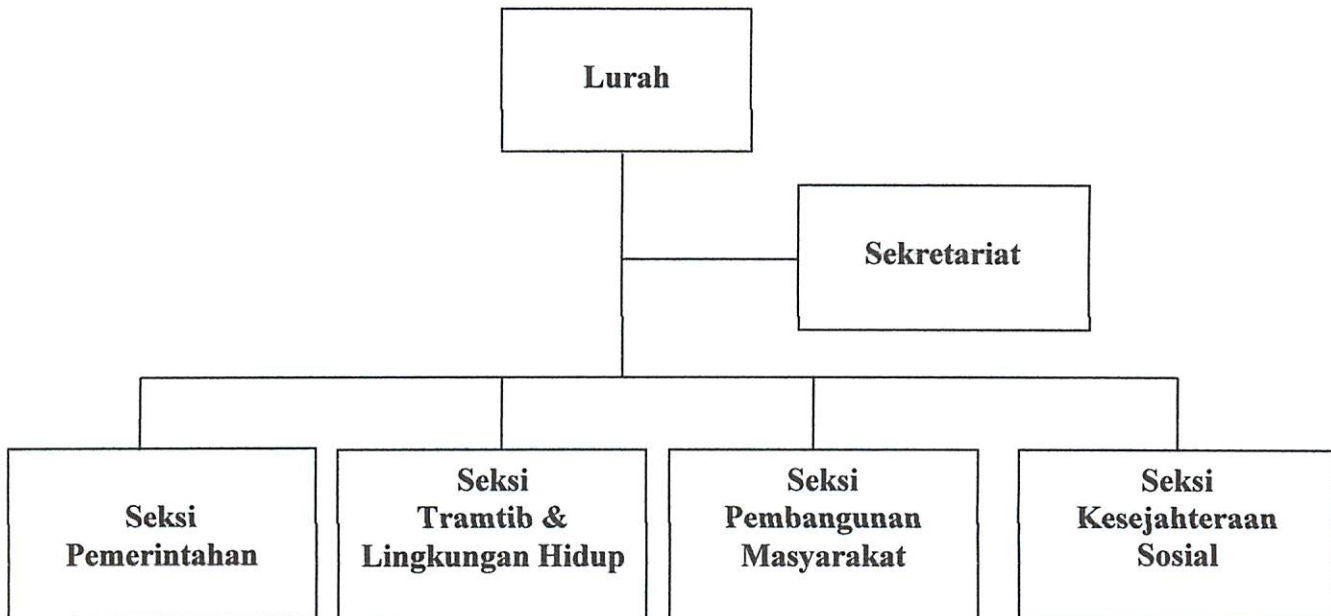 Lurah
Sekretariat
Seksi
Pemerintahan
Seksi
Tramtib &
Lingkungan Hidup
Seksi
Pembangunan
Masyarakat
Seksi
Kesejahteraan
Sosial